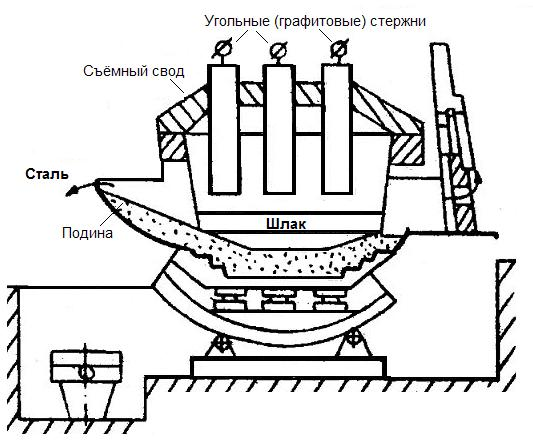 Угольные (графитовые) стержни
Съёмный свод
Сталь
Подина
Шлак